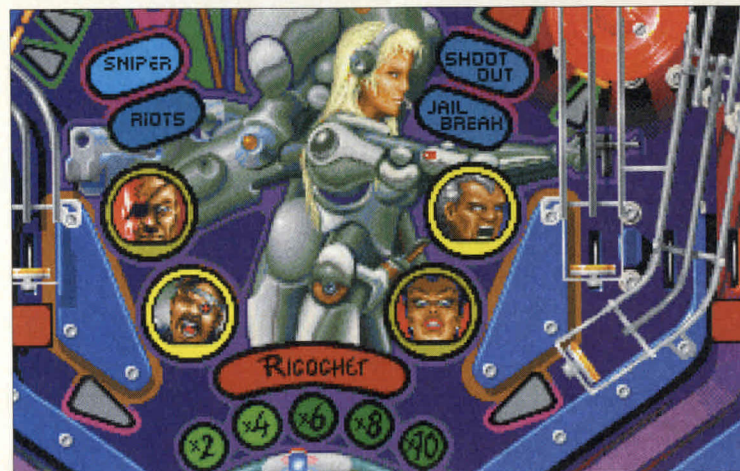 SNIPER
SHOOT
OUT
RIOTS
JAIL
BREAK
RICOCHET
x2 x4 x6 x8 x10